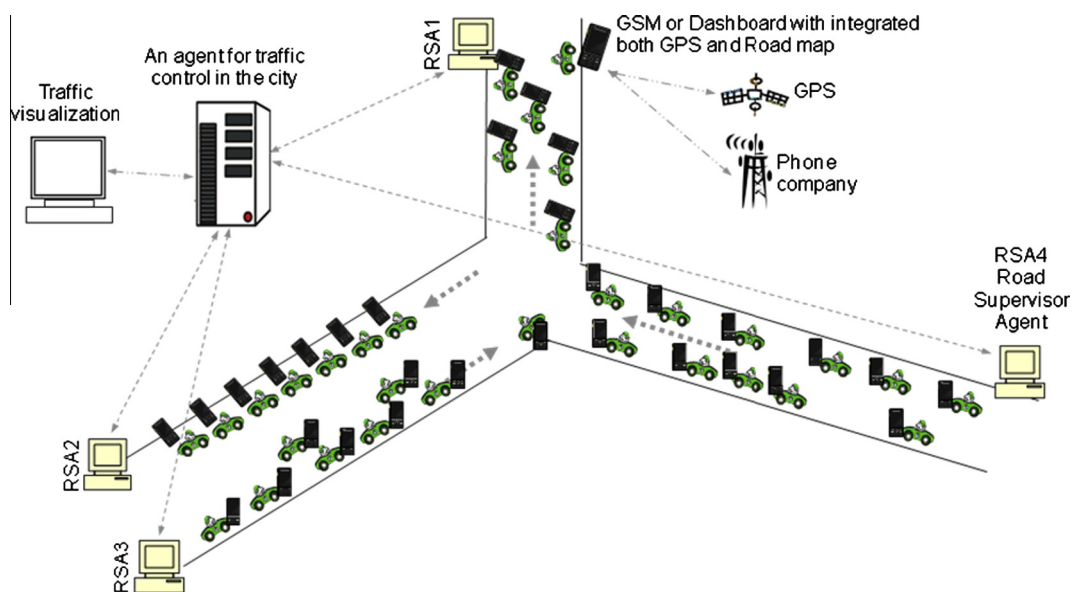 RSA1
GSM or Dashboard with integrated
both GPS and Road map
An agent for traffic
control in the city
Traffic
visualization
GPS
Phone
company
RSA4
Road
Supervisor
Agent
RSA2
RSA3